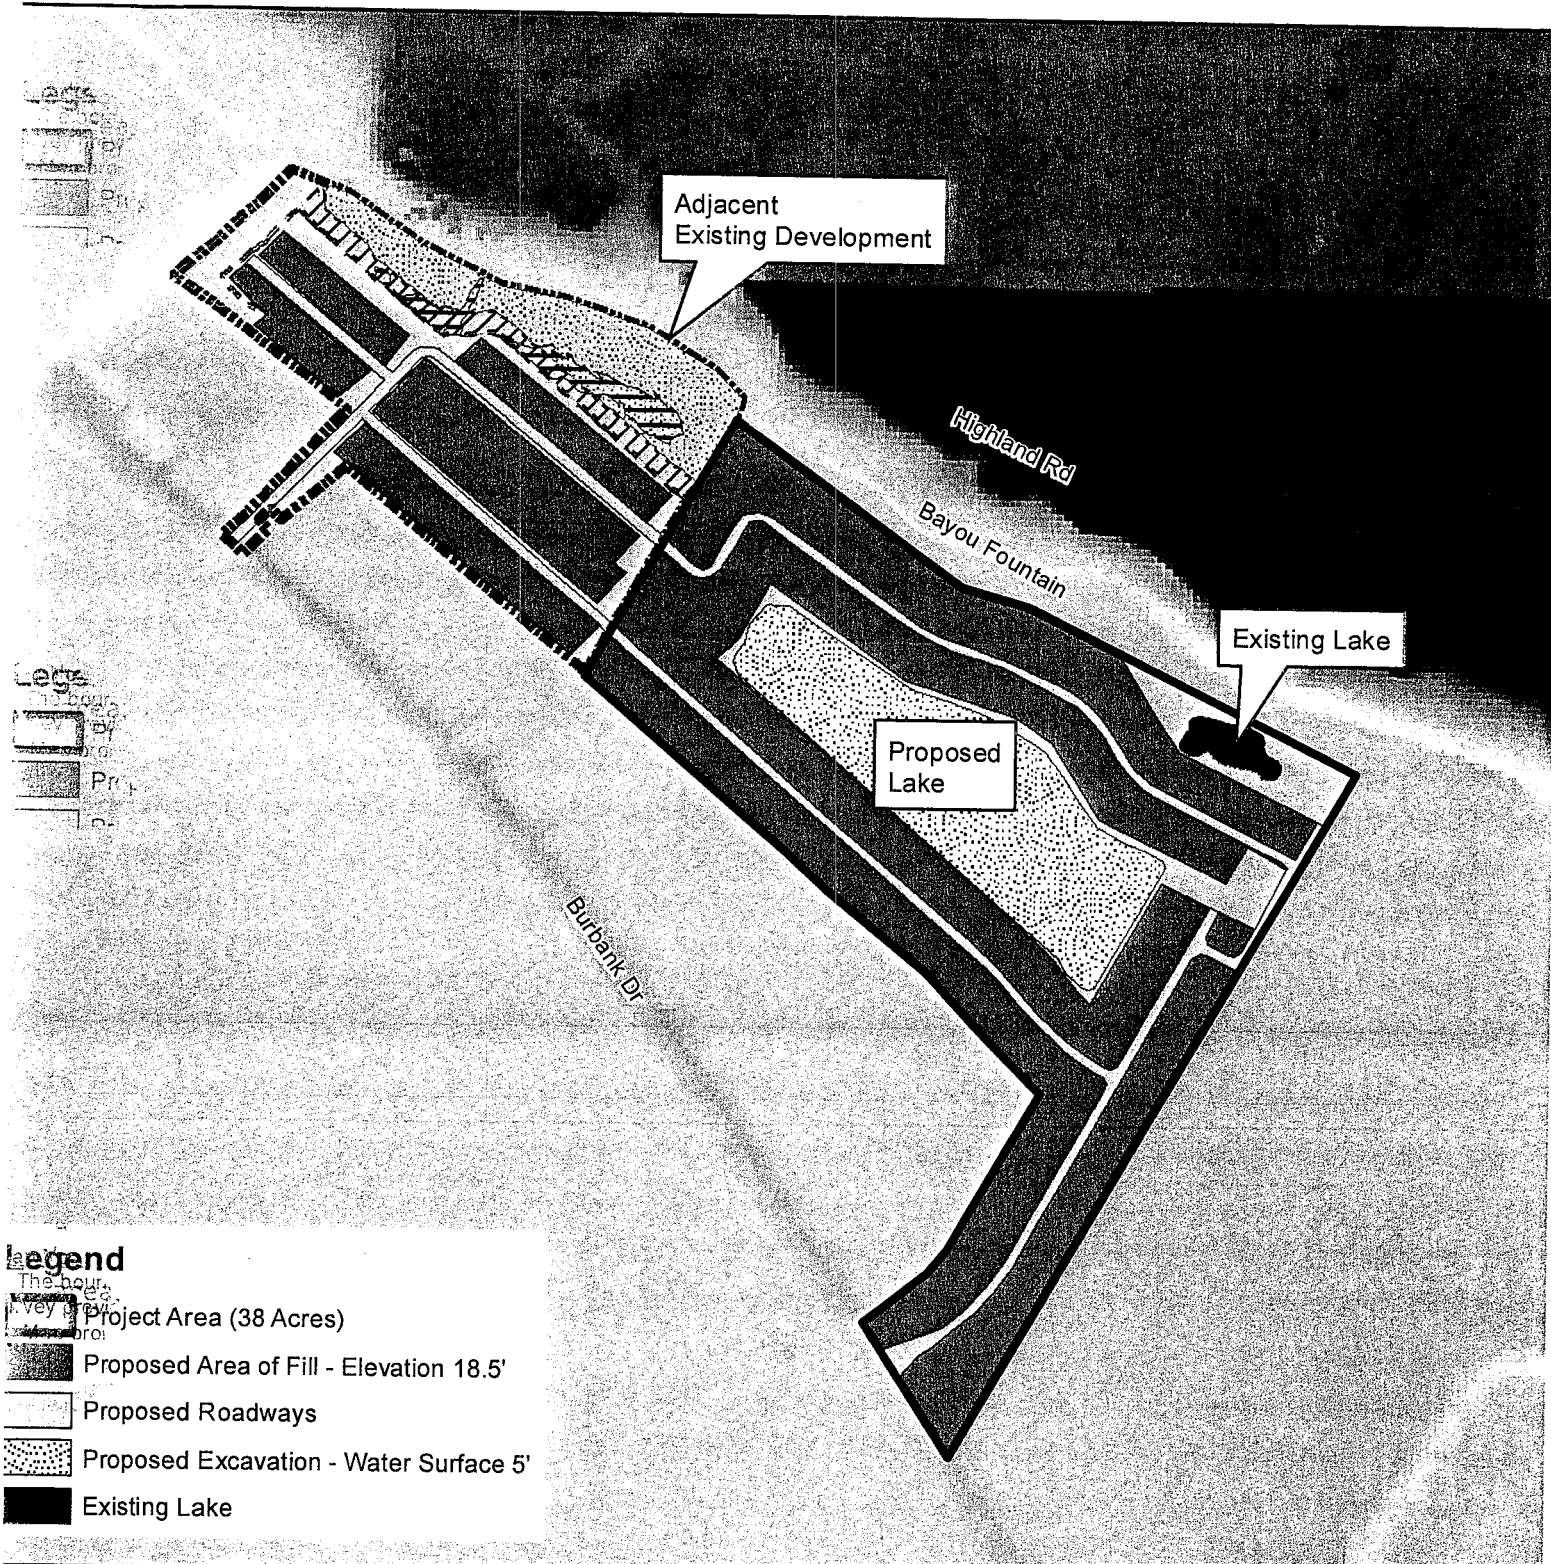 Adjacent
Existing Development
Highland Rd
Bayou Fountain
Existing Lake
Proposed
Lake
Burbank Dr
Legend
Project Area (38 Acres)
Proposed Area of Fill - Elevation 18.5'
Proposed Roadways
Proposed Excavation - Water Surface 5'
Existing Lake